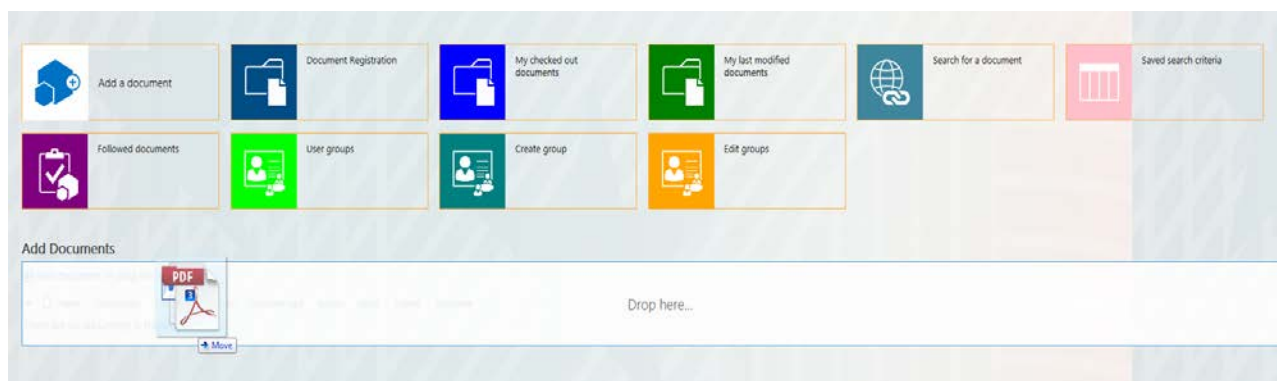 Add a document
Document Registration
My checked out
documents
My last modified
documents
Search for a document
Saved search criteria
Followed documents
User groups
Create group
Edit groups
Add Documents
PDF
3
Drop here...
Move